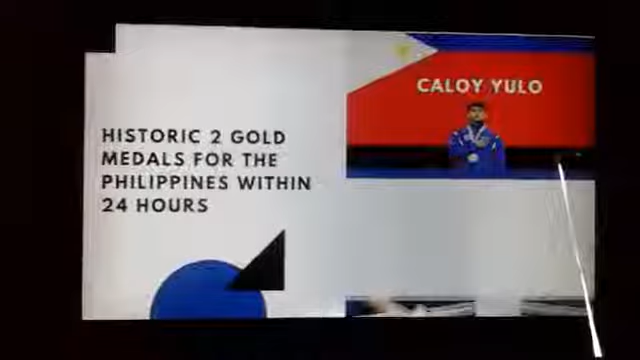 HISTORIC 2 GOLD
MEDALS FOR THE
PHILIPPINES WITHIN
24 HOURS
CALOY YULO